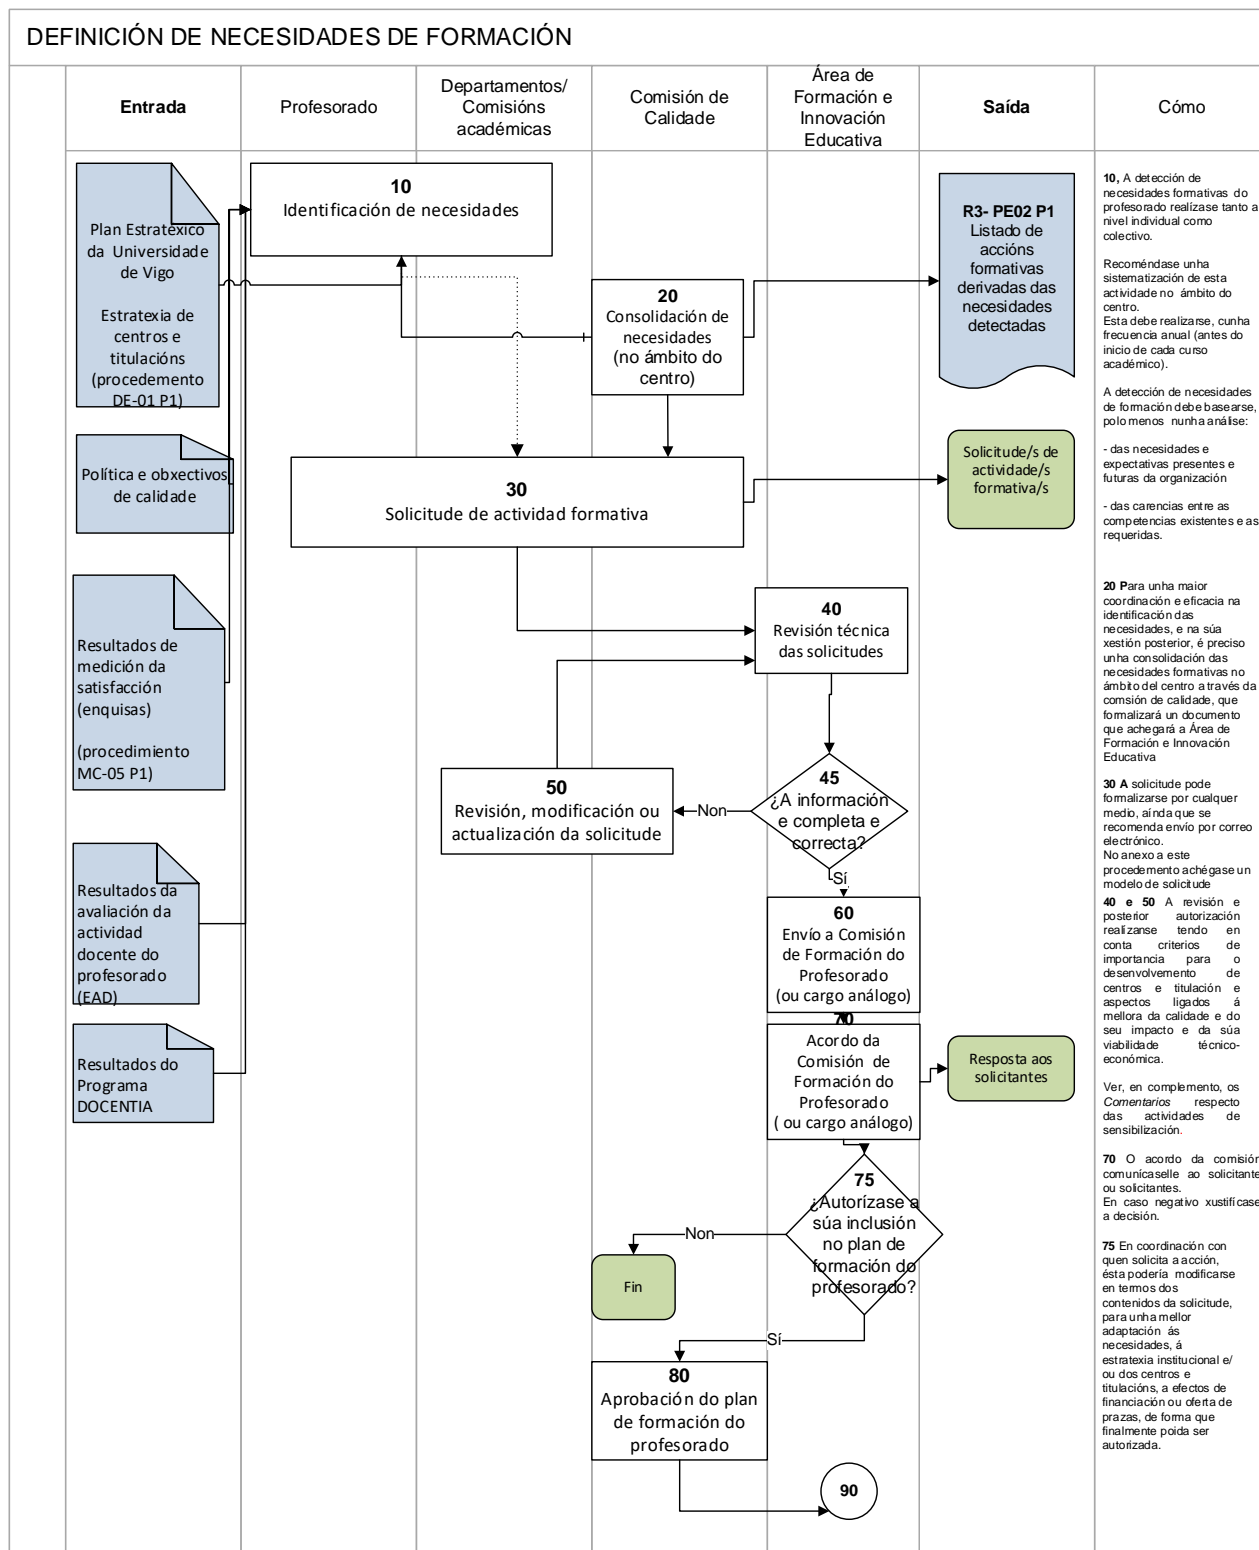 DEFINICIÓN DE NECESIDADES DE FORMACIÓN
Entrada
Profesorado
Departamentos/
Comisións
académicas
Comisión de
Calidade
Área de
Formación e
Innovación
Educativa
Saída
Cómo
Plan Estratéxico
da Universidade
de Vigo
Estratexia de
centros e
titulacións
(procedemento
DE-01 P1)
Política e obxectivos
de calidade
Resultados de
medición da
satisfacción
(enquisas)
(procedimiento
MC-05 P1)
Resultados da
avaliación da
actividad
docente do
profesorado
(EAD)
Resultados do
Programa
DOCENTIA
10
Identificación de necesidades
20
Consolidación de
necesidades
(no ámbito do
centro)
30
Solicitude de actividad formativa
40
Revisión técnica
das solicitudes
45
¿A información
e completa e
correcta?
Non
Sí
50
Revisión, modificación ou
actualización da solicitude
60
Envío a Comisión
de Formación do
Profesorado
(ou cargo análogo)
70
Acordo da
Comisión de
Formación do
Profesorado
( ou cargo análogo)
75
¿Autorízase a
súa inclusión
no plan de
formación do
profesorado?
Non
Fin
Sí
80
Aprobación do plan
de formación do
profesorado
90
R3- PE02 P1
Listado de
accións
formativas
derivadas das
necesidades
detectadas
Solicitude/s de
actividade/s
formativa/s
Resposta aos
solicitantes
10, A detección de
necesidades formativas do
profesorado realízase tanto a
nivel individual como
colectivo.
Recoméndase unha
sistematización de esta
actividade no ámbito do
centro.
Esta debe realizarse, cunha
frecuencia anual (antes do
inicio de cada curso
académico).
A detección de necesidades
de formación debe basearse,
polo menos nunha análise:
- das necesidades e
expectativas presentes e
futuras da organización
- das carencias entre as
competencias existentes e as
requeridas.
20 Para unha maior
coordinación e eficacia na
identificación das
necesidades, e na súa
xestión posterior, é preciso
unha consolidación das
necesidades formativas no
ámbito del centro a través da
comsión de calidade, que
formalizará un documento
que achegará a Área de
Formación e Innovación
Educativa
30 A solicitude pode
formalizarse por cualquer
medio, aínda que se
recomenda envío por correo
electrónico.
No anexo a este
procedemento achégase un
modelo de solicitude
40 e 50 A revisión e
posterior autorización
realízanse tendo en
conta criterios de
importancia para o
desenvolvemento de
centros e titulación e
aspectos ligados á
mellora da calidade e do
seu impacto e da súa
viabilidade técnico-
económica.
Ver, en complemento, os
Comentarios respecto
das actividades de
sensibilización.
70 O acordo da comisión
comunícaselle ao solicitante
ou solicitantes.
En caso negativo xustifícase
a decisión.
75 En coordinación con
quen solicita a acción,
ésta podería modificarse
en termos dos
contenidos da solicitude,
para unha mellor
adaptación ás
necesidades, á
estratexia institucional e/
ou dos centros e
titulacións, a efectos de
financiación ou oferta de
prazas, de forma que
finalmente poida ser
autorizada.